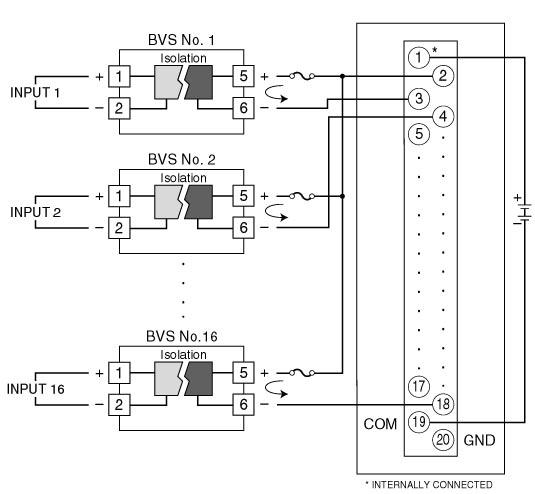 BVS No. 1
Isolation
INPUT 1
+ 1 5 +
− 2 6 −
BVS No. 2
Isolation
INPUT 2
+ 1 5 +
− 2 6 −
BVS No.16
Isolation
INPUT 16
+ 1 5 +
− 2 6 −
1 *
2
3
4
5
17
18
COM 19
20 GND
+
−
* INTERNALLY CONNECTED